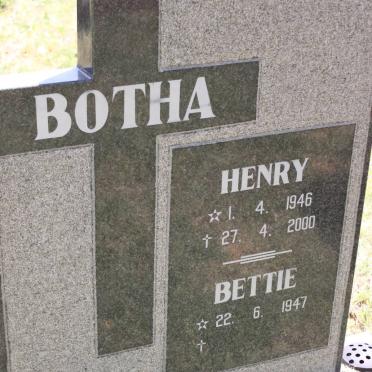 BOTHA
HENRY
☆ 1. 4. 1946
† 27. 4. 2000
BETTIE
☆ 22. 6. 1947
†